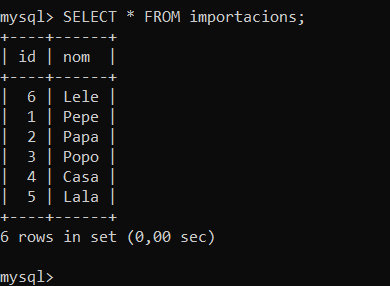 mysql> SELECT * FROM importacions;
+----+------+
| id | nom  |
+----+------+
|  6 | Lele |
|  1 | Pepe |
|  2 | Papa |
|  3 | Popo |
|  4 | Casa |
|  5 | Lala |
+----+------+
6 rows in set (0,00 sec)
mysql>